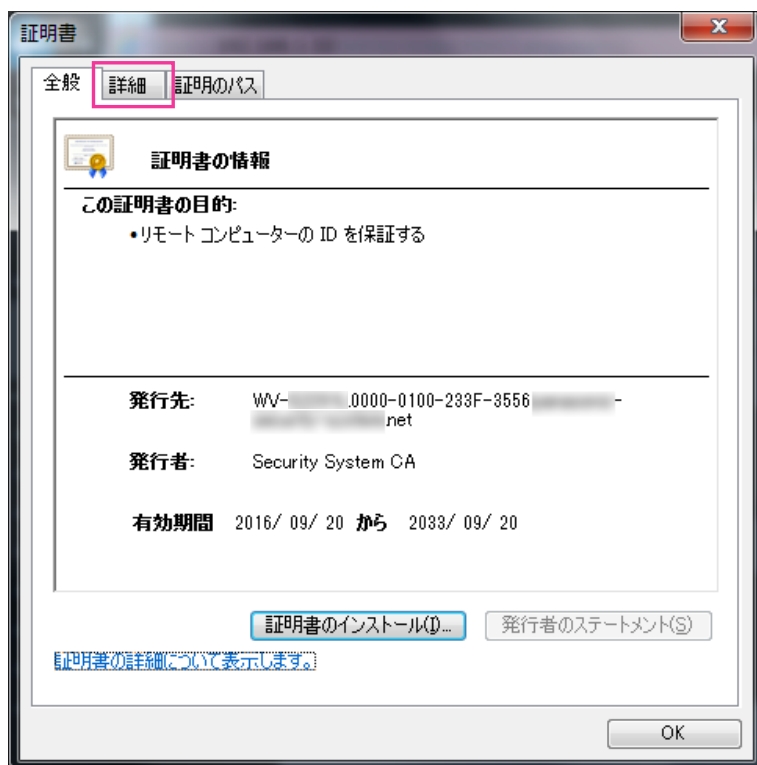 証明書
全般 詳細 証明のパス
証明書の情報
この証明書の目的:
•リモート コンピューターの ID を保証する
発行先: WV- .0000-0100-233F-3556 -
net
発行者: Security System CA
有効期間 2016/ 09/ 20 から 2033/ 09/ 20
証明書のインストール(I)... 発行者のステートメント(S)
証明書の詳細について表示します。
OK